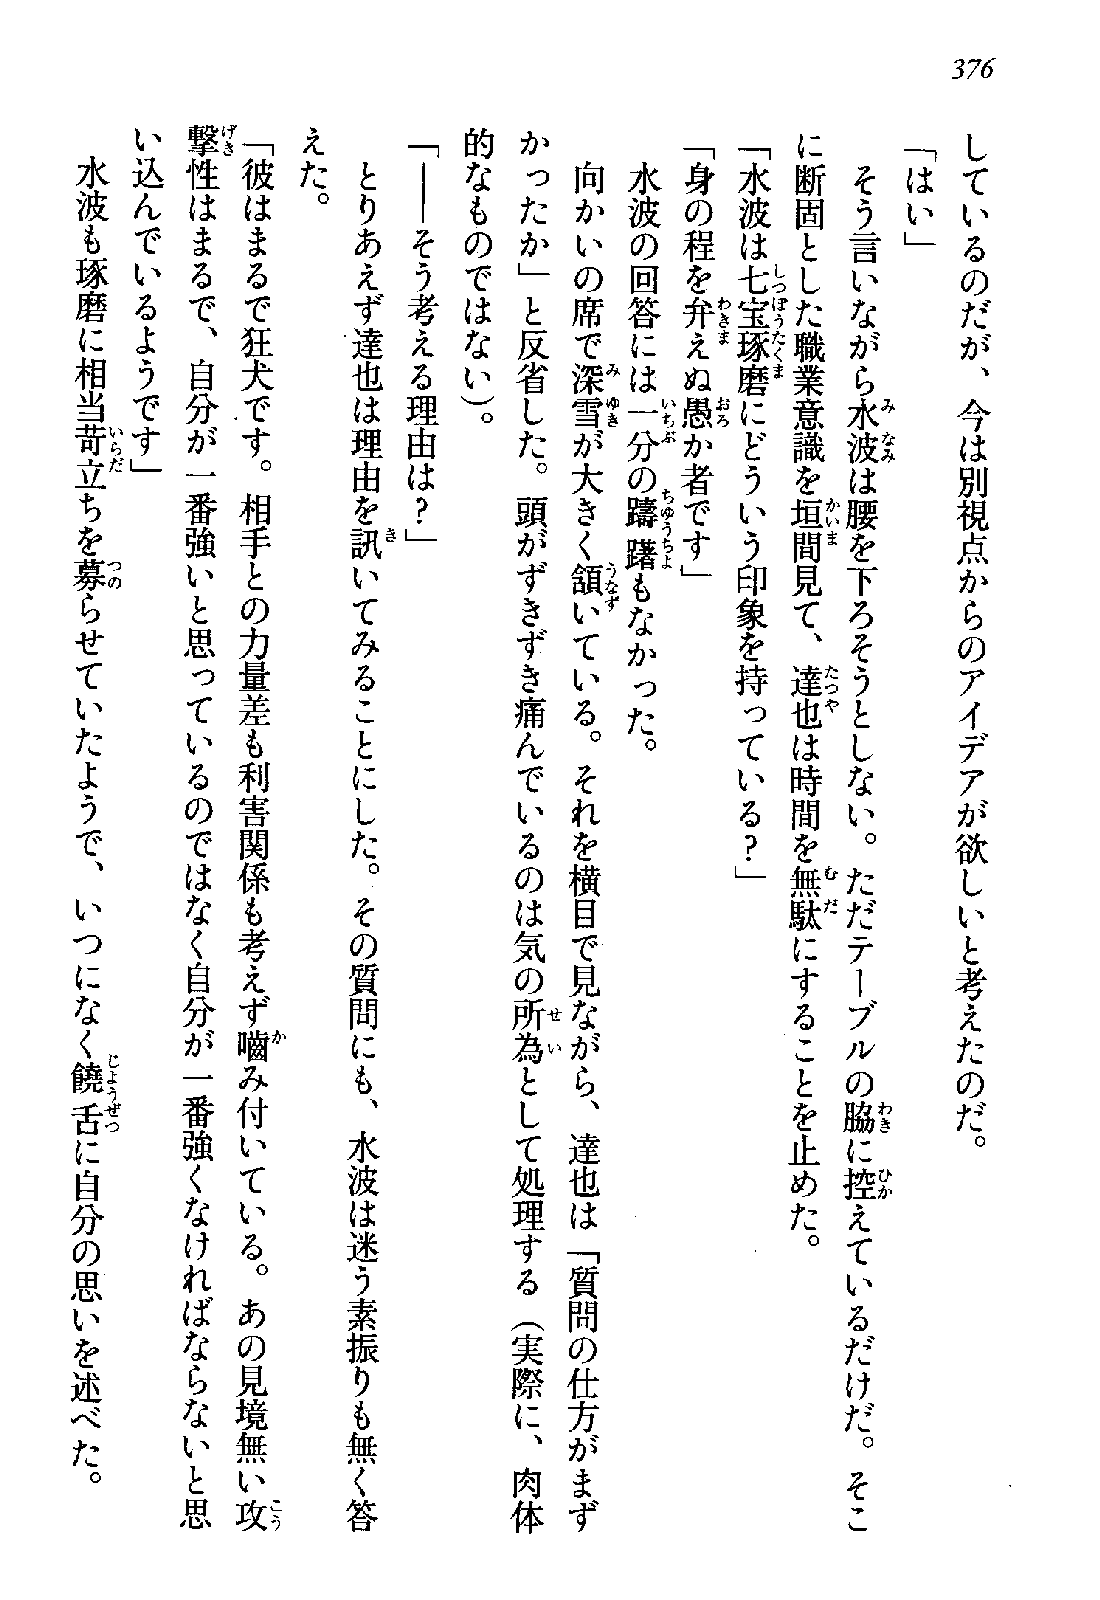 376
しているのだが、今は別視点からのアイデアが欲しいと考えたのだ。
「はい」
そう言いながら水波は腰を下ろそうとしない。ただテーブルの脇に控えているだけだ。そこ
に断固とした職業意識を垣間見て、達也は時間を無駄にすることを止めた。
「水波は七宝琢磨にどういう印象を持っている？」
「身の程を弁えぬ愚か者です」
水波の回答には一分の躊躇もなかった。
向かいの席で深雪が大きく頷いている。それを横目で見ながら、達也は「質問の仕方がまず
かったか」と反省した。頭がずきずき痛んでいるのは気の所為として処理する（実際に、肉体
的なものではない）。
「――そう考える理由は？」
とりあえず達也は理由を訊いてみることにした。その質問にも、水波は迷う素振りも無く答
えた。
「彼はまるで狂犬です。相手との力量差も利害関係も考えず嚙み付いている。あの見境無い攻
撃性はまるで、自分が一番強いと思っているのではなく自分が一番強くなければならないと思
い込んでいるようです」
水波も琢磨に相当苛立ちを募らせていたようで、いつになく饒舌に自分の思いを述べた。